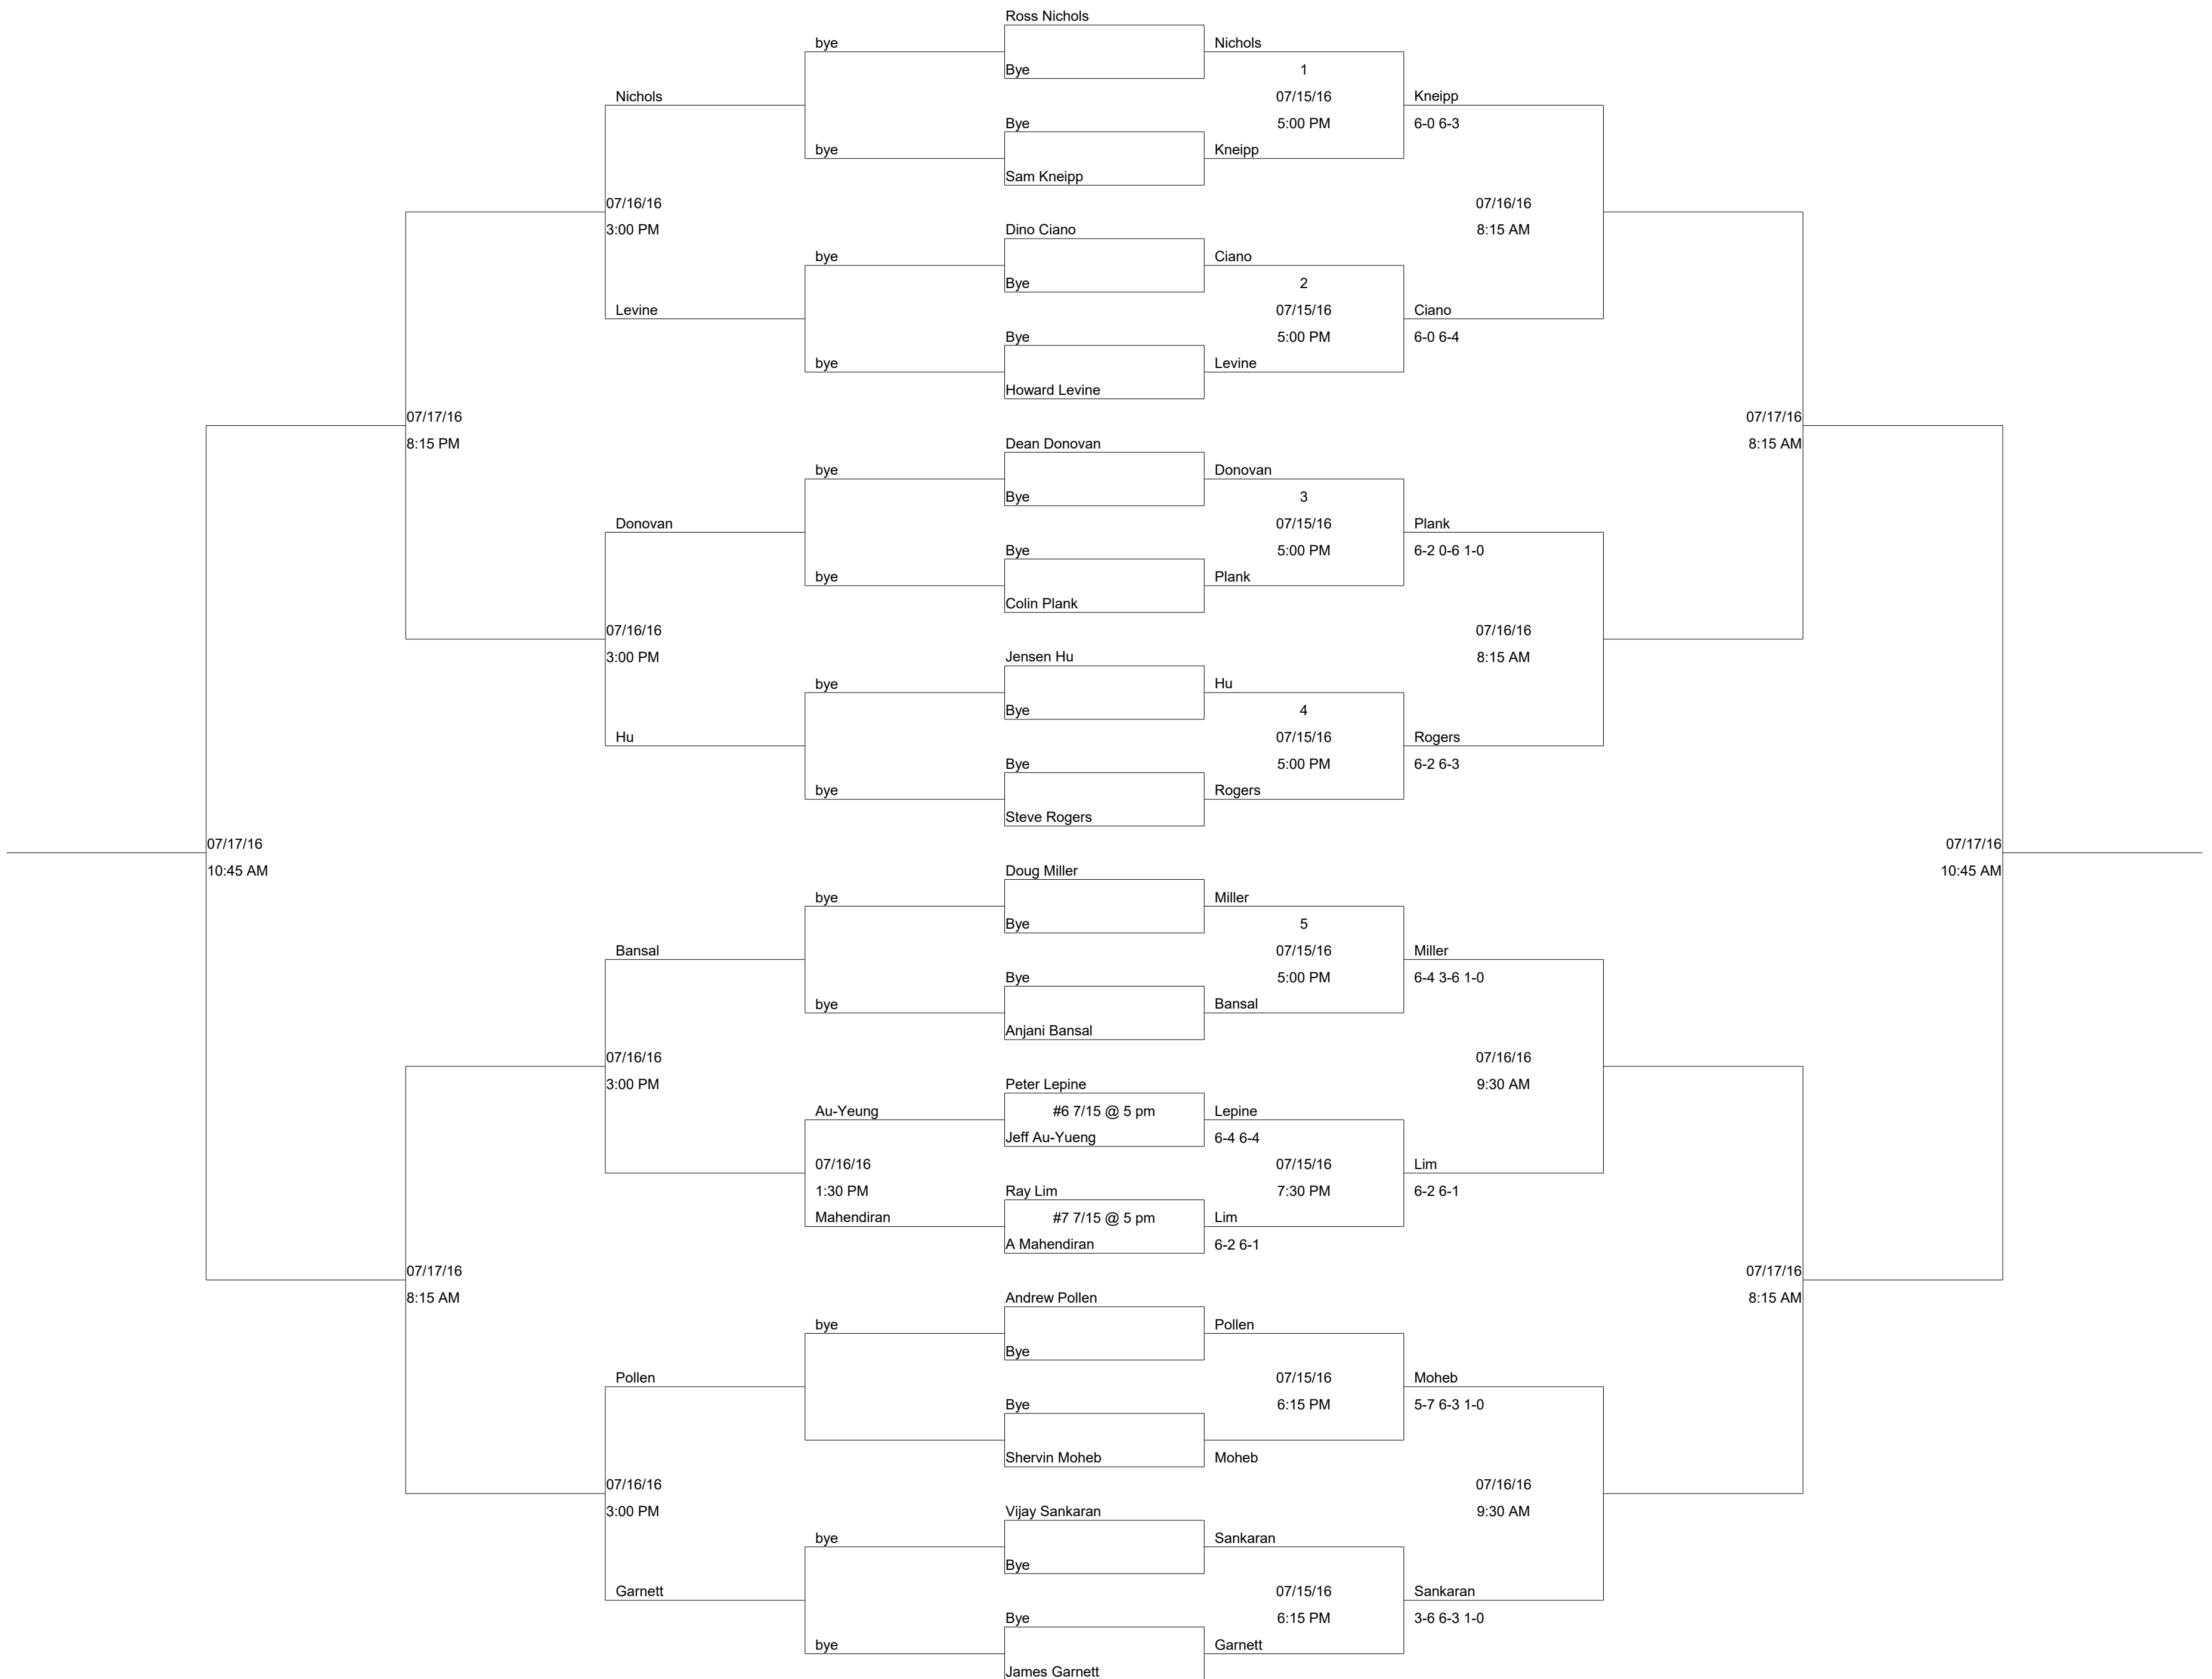 Ross Nichols
bye Nichols
Bye 1
Nichols 07/15/16 Kneipp
Bye 5:00 PM 6-0 6-3
bye Kneipp
Sam Kneipp
07/16/16 07/16/16
3:00 PM Dino Ciano 8:15 AM
bye Ciano
Bye 2
Levine 07/15/16 Ciano
Bye 5:00 PM 6-0 6-4
bye Levine
Howard Levine
07/17/16 07/17/16
8:15 PM Dean Donovan 8:15 AM
bye Donovan
Bye 3
Donovan 07/15/16 Plank
Bye 5:00 PM 6-2 0-6 1-0
bye Plank
Colin Plank
07/16/16 07/16/16
3:00 PM Jensen Hu 8:15 AM
bye Hu
Bye 4
Hu 07/15/16 Rogers
Bye 5:00 PM 6-2 6-3
bye Rogers
Steve Rogers
07/17/16 07/17/16
10:45 AM Doug Miller 10:45 AM
bye Miller
Bye 5
Bansal 07/15/16 Miller
Bye 5:00 PM 6-4 3-6 1-0
bye Bansal
Anjani Bansal
07/16/16 07/16/16
3:00 PM Peter Lepine 9:30 AM
Au-Yeung #6 7/15 @ 5 pm Lepine
Jeff Au-Yueng 6-4 6-4
07/16/16 07/15/16 Lim
1:30 PM Ray Lim 7:30 PM 6-2 6-1
Mahendiran #7 7/15 @ 5 pm Lim
A Mahendiran 6-2 6-1
07/17/16 07/17/16
8:15 AM Andrew Pollen 8:15 AM
bye Pollen
Bye
Pollen 07/15/16 Moheb
Bye 6:15 PM 5-7 6-3 1-0
Shervin Moheb Moheb
07/16/16 07/16/16
3:00 PM Vijay Sankaran 9:30 AM
bye Sankaran
Bye
Garnett 07/15/16 Sankaran
Bye 6:15 PM 3-6 6-3 1-0
bye Garnett
James Garnett